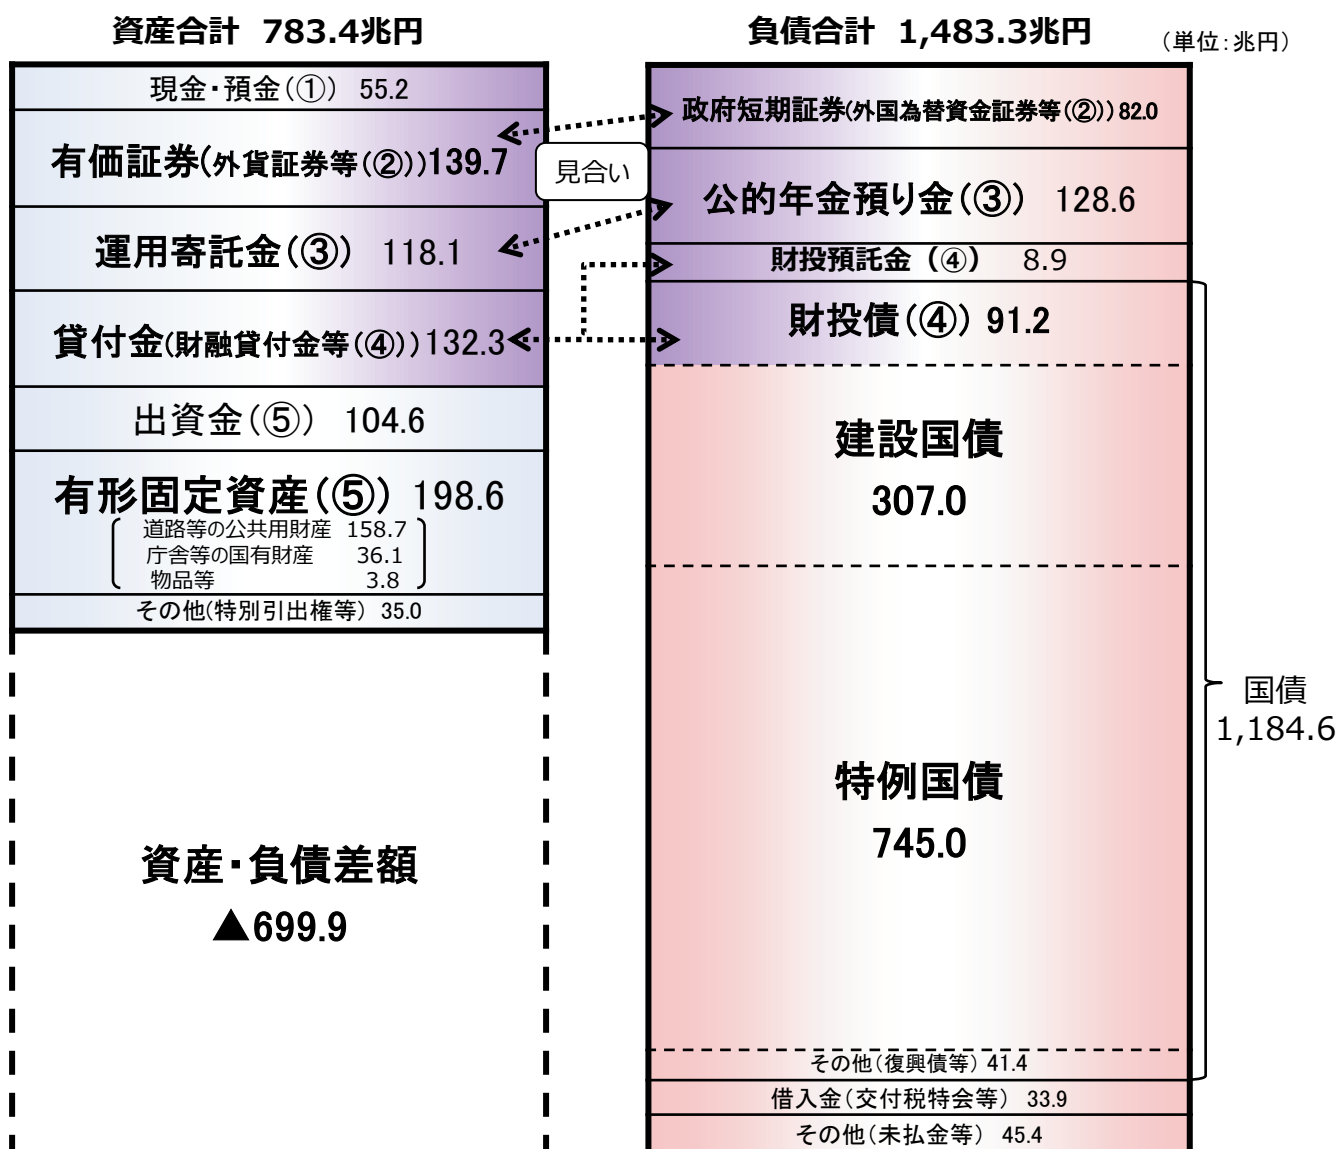 資産合計 783.4兆円
現金・預金(①) 55.2
有価証券(外貨証券等(②))139.7
運用寄託金(③) 118.1
貸付金(財融貸付金等(④))132.3
出資金(⑤) 104.6
有形固定資産(⑤) 198.6
道路等の公共用財産 158.7
庁舎等の国有財産 36.1
物品等 3.8
その他(特別引出権等) 35.0
資産・負債差額
▲699.9
見合い
負債合計 1,483.3兆円
(単位:兆円)
政府短期証券(外国為替資金証券等(②))82.0
公的年金預り金(③) 128.6
財投預託金(④) 8.9
財投債(④) 91.2
建設国債
307.0
特例国債
745.0
その他(復興債等) 41.4
国債
1,184.6
借入金(交付税特会等) 33.9
その他(未払金等) 45.4